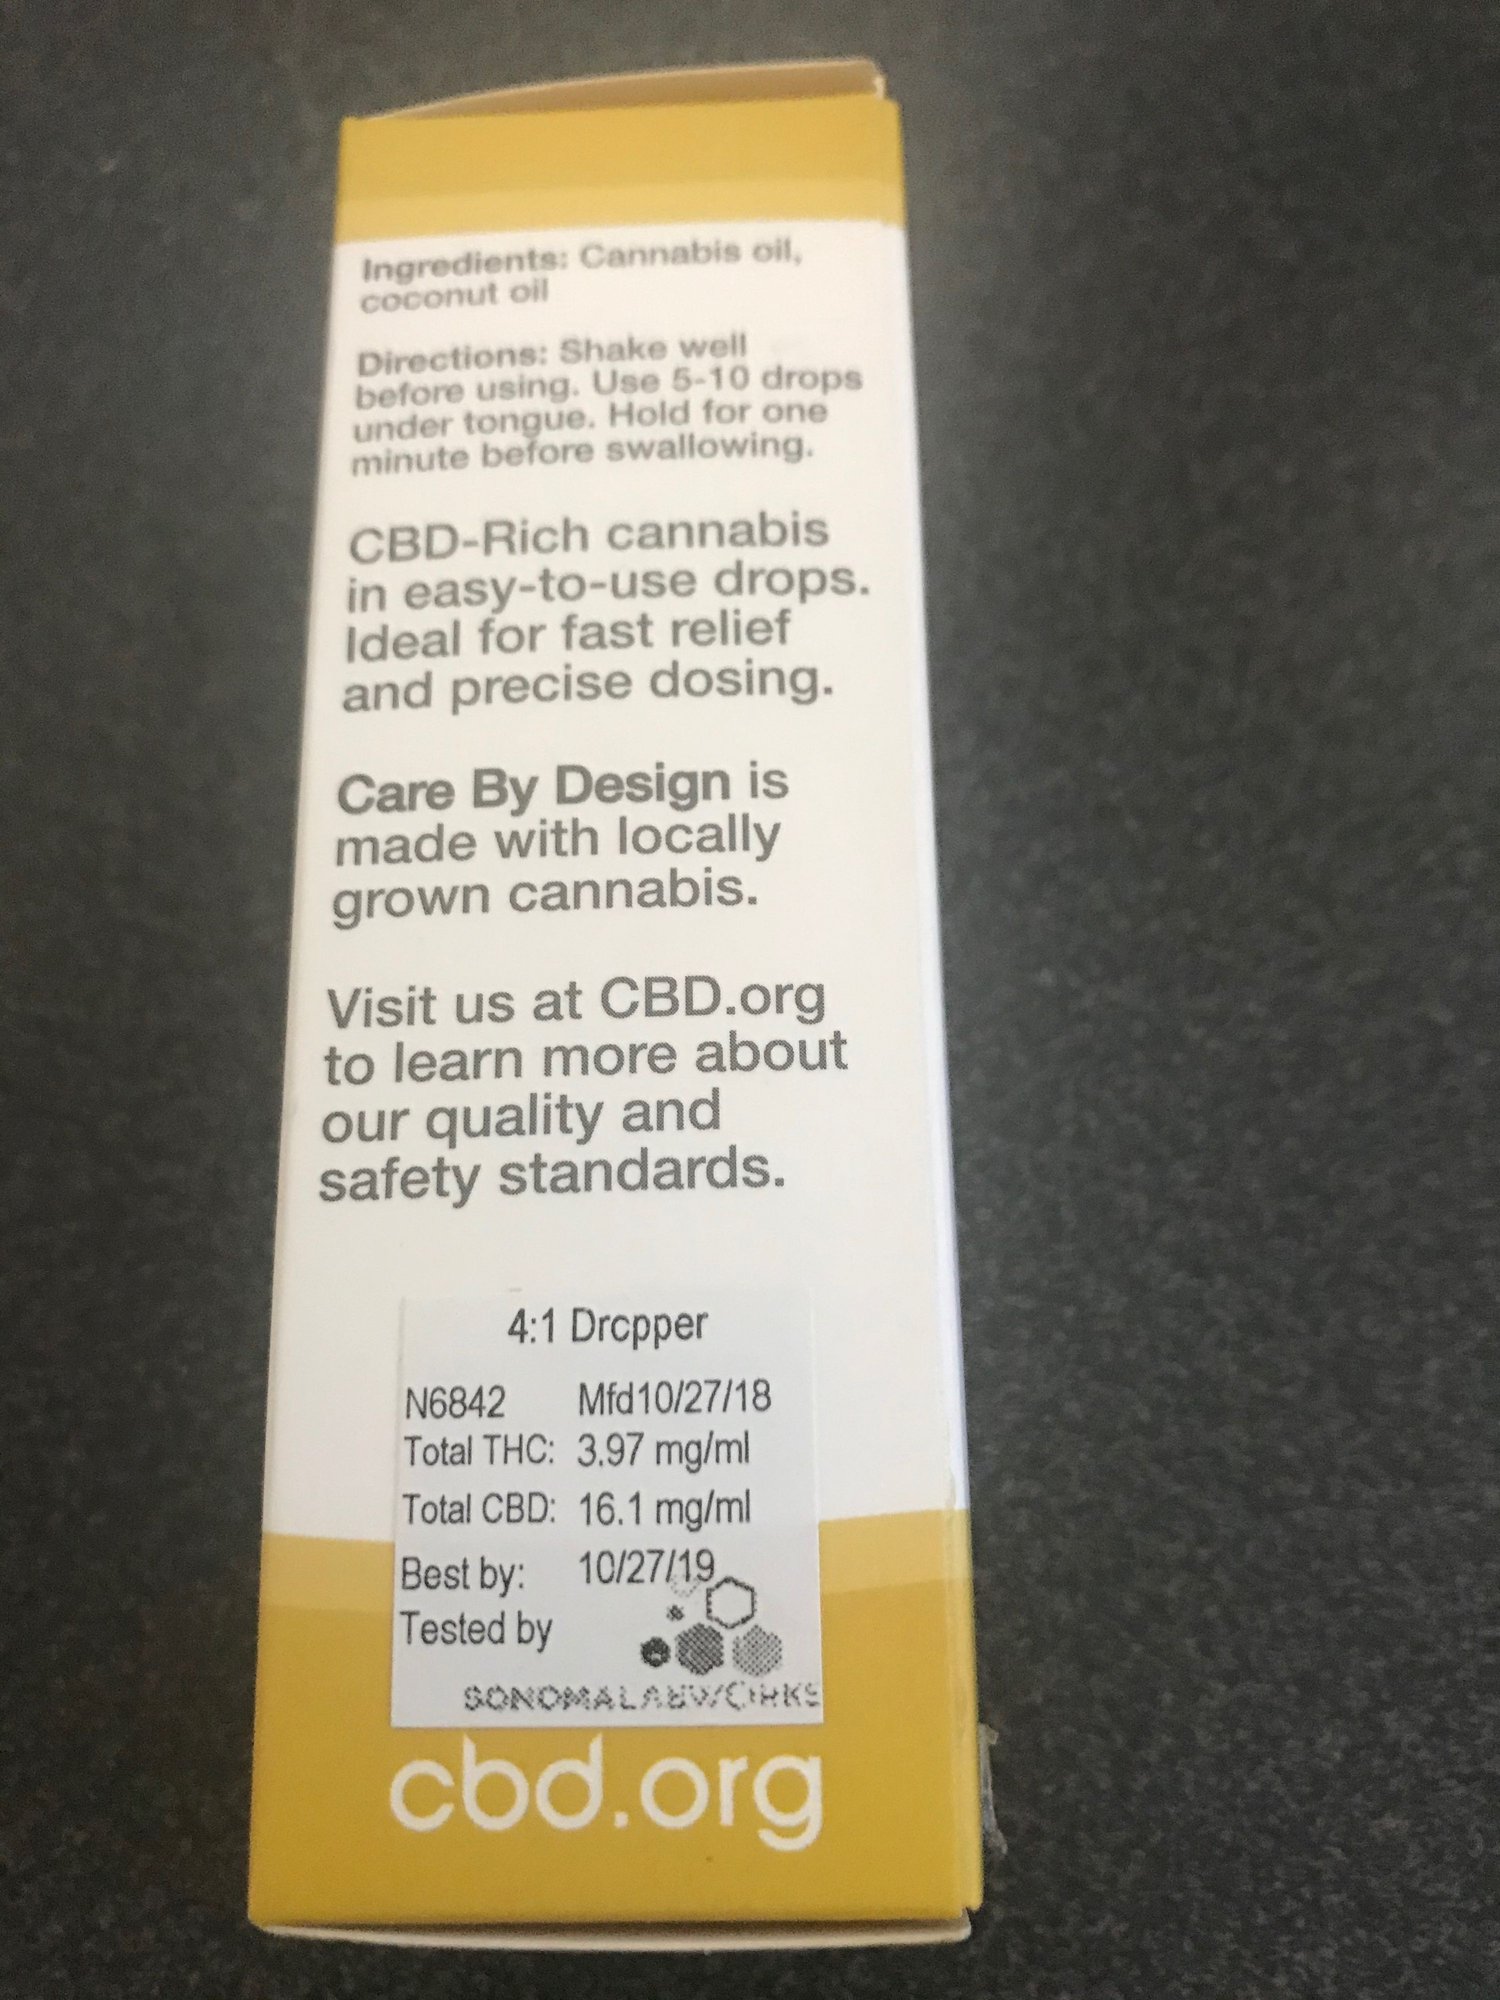 Ingredients: Cannabis oil,
coconut oil
Directions: Shake well
before using. Use 5-10 drops
under tongue. Hold for one
minute before swallowing.
CBD-Rich cannabis
in easy-to-use drops.
Ideal for fast relief
and precise dosing.
Care By Design is
made with locally
grown cannabis.
Visit us at CBD.org
to learn more about
our quality and
safety standards.
4:1 Drcpper
N6842 Mfd10/27/18
Total THC: 3.97 mg/ml
Total CBD: 16.1 mg/ml
Best by: 10/27/19
Tested by
SONOMALABWORKS
cbd.org